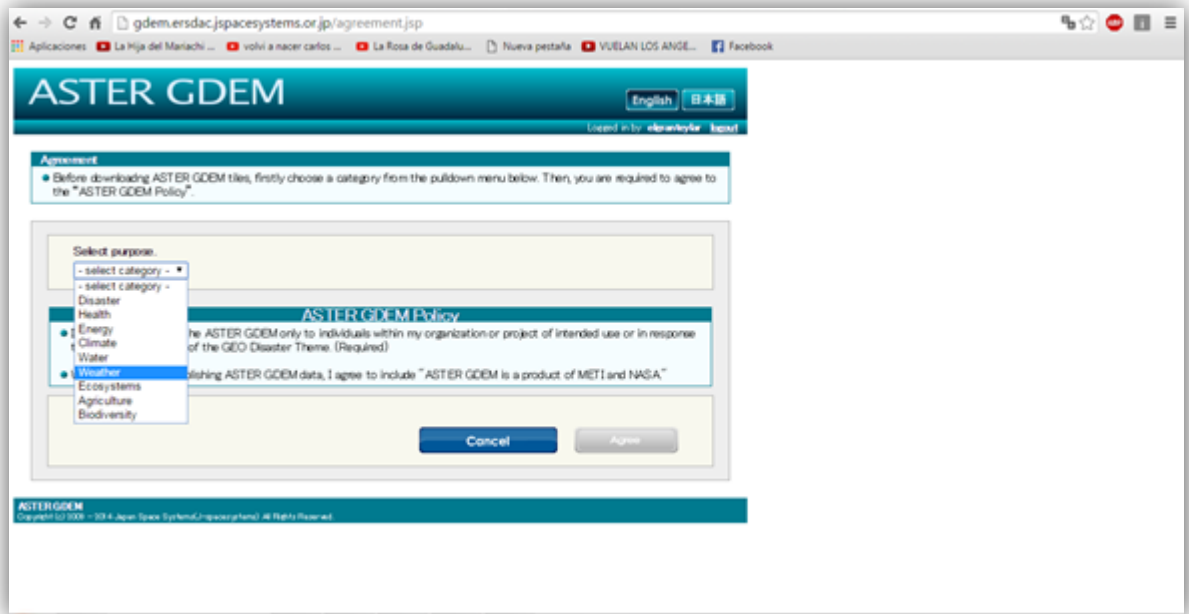 gdem.ersdac.jspacesystems.or.jp/agreement.jsp
Aplicaciones La Hija del Mariachi ... volvi a nacer carlos ... La Rosa de Guadalu... Nueva pestaña VUELAN LOS ANGE... Facebook
ASTER GDEM
English 日本語
Logged in by logout
Agreement
Before downloading ASTER GDEM tiles, firstly choose a category from the pulldown menu below. Then, you are required to agree to
the "ASTER GDEM Policy".
Select purpose.
- select category -
- select category -
Disaster
Health
Energy
Climate
Water
Weather
Ecosystems
Agriculture
Biodiversity
ASTER GDEM Policy
he ASTER GDEM only to individuals within my organization or project of intended use or in response
of the GEO Disaster Theme. (Required)
lishing ASTER GDEM data, I agree to include "ASTER GDEM is a product of METI and NASA."
Cancel Agree
ASTER GDEM
Copyright (c) 2009 - 2014 Japan Space Systems(J-spacesystems) All Rights Reserved.